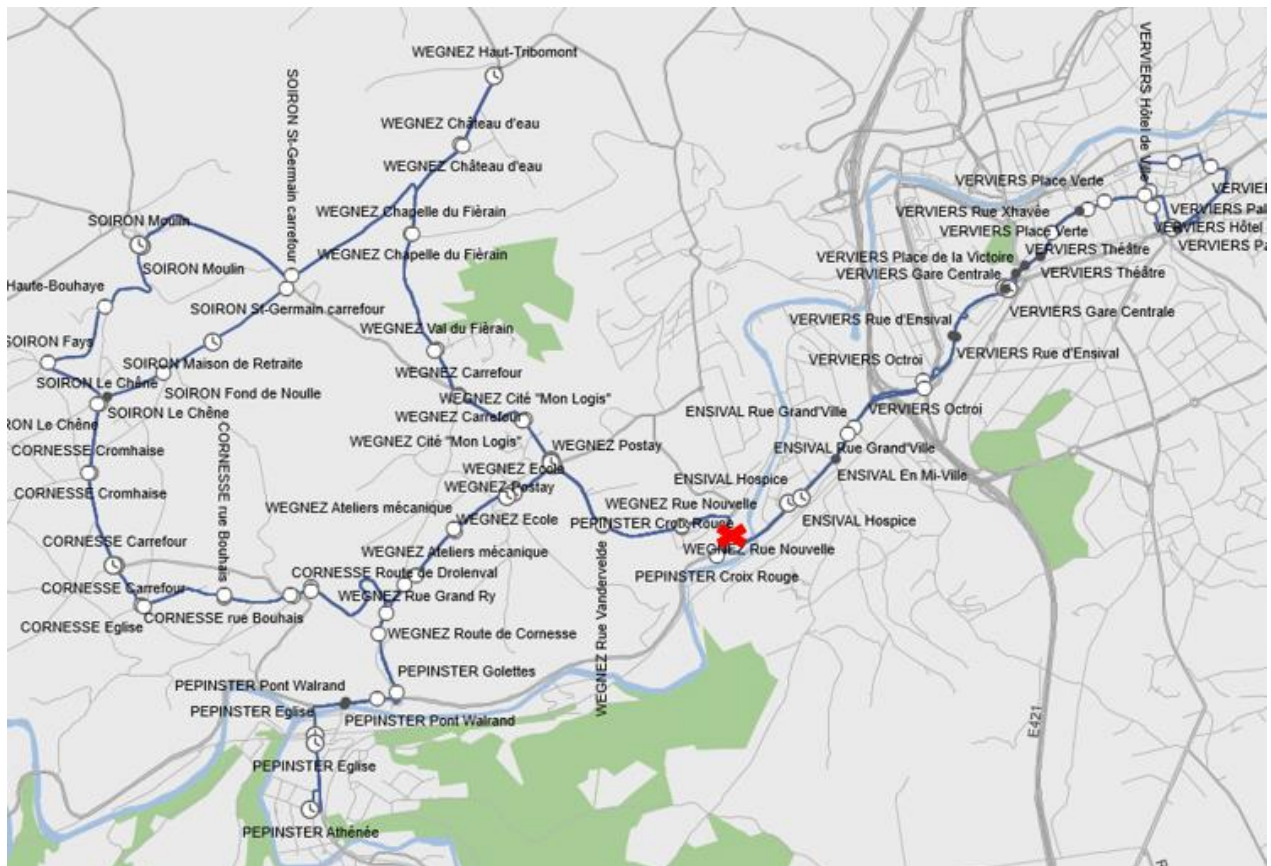 WEGNEZ Haut-Tribomont
WEGNEZ Château d'eau
WEGNEZ Château d'eau
SOIRON St-Germain carrefour
VERVIERS Hôtel de Ville
VERVIERS Place Verte
VERVIERS Rue Xhavée
VERVIERS Pal
WEGNEZ Chapelle du Fièrain
SOIRON Moulin
VERVIERS Place Verte
VERVIERS Hôtel
WEGNEZ Chapelle du Fièrain
VERVIERS Place de la Victoire
VERVIERS Théâtre
VERVIERS Pa
SOIRON Moulin
VERVIERS Gare Centrale
VERVIERS Théâtre
Haute-Bouhaye
SOIRON St-Germain carrefour
VERVIERS Gare Centrale
VERVIERS Rue d'Ensival
SOIRON Fays
WEGNEZ Val du Fièrain
VERVIERS Rue d'Ensival
SOIRON Maison de Retraite
WEGNEZ Carrefour
VERVIERS Octroi
SOIRON Le Chêne
SOIRON Fond de Noulle
WEGNEZ Cité "Mon Logis"
VERVIERS Octroi
SOIRON Le Chêne
WEGNEZ Carrefour
ENSIVAL Rue Grand'Ville
RON Le Chêne
CORNESSE rue Bouhais
WEGNEZ Cité "Mon Logis"
WEGNEZ Postay
ENSIVAL Rue Grand'Ville
CORNESSE Cromhaise
WEGNEZ Ecole
ENSIVAL En Mi-Ville
CORNESSE Cromhaise
WEGNEZ Postay
ENSIVAL Hospice
WEGNEZ Ateliers mécanique
WEGNEZ Rue Nouvelle
WEGNEZ Ecole
PEPINSTER Croix Rouge
ENSIVAL Hospice
CORNESSE Carrefour
WEGNEZ Ateliers mécanique
WEGNEZ Rue Nouvelle
CORNESSE Carrefour
CORNESSE Route de Drolenval
PEPINSTER Croix Rouge
WEGNEZ Rue Grand Ry
CORNESSE Eglise
CORNESSE rue Bouhais
WEGNEZ Route de Cornesse
WEGNEZ Rue Vandervelde
PEPINSTER Golettes
PEPINSTER Pont Walrand
PEPINSTER Eglise
PEPINSTER Pont Walrand
E421
PEPINSTER Eglise
PEPINSTER Athénée